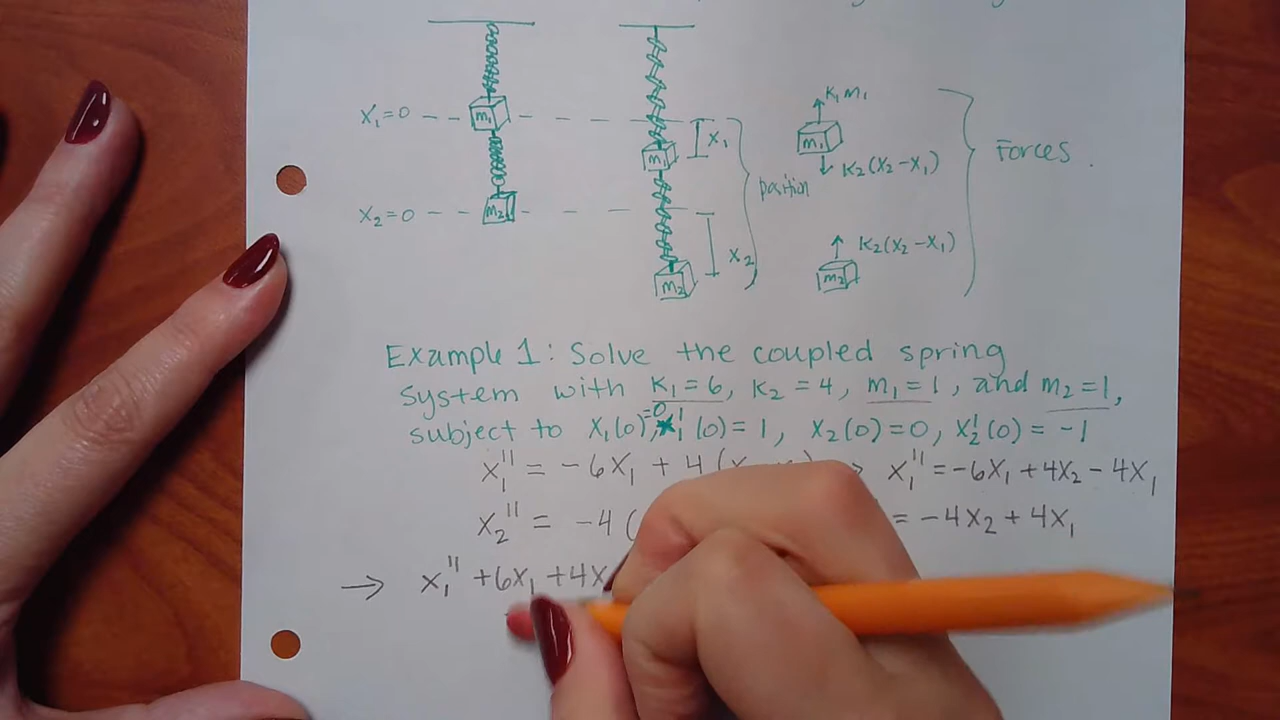 X₁=0
m₁
X₂=0
m₂
m₁
X₁
position
X₂
m₂
K₁ m₁
m₁
K₂(X₂-X₁)
K₂(X₂-X₁)
m₂
Forces.
Example 1: Solve the coupled spring
system with K₁=6, K₂=4, m₁=1, and m₂=1,
subject to X₁(0)=0, X₁'(0)=1, X₂(0)=0, X₂'(0)=-1
X₁''=-6X₁+4( X₁''=-6X₁+4X₂-4X₁
X₂''=-4( =-4X₂+4X₁
→ X₁''+6X₁+4X